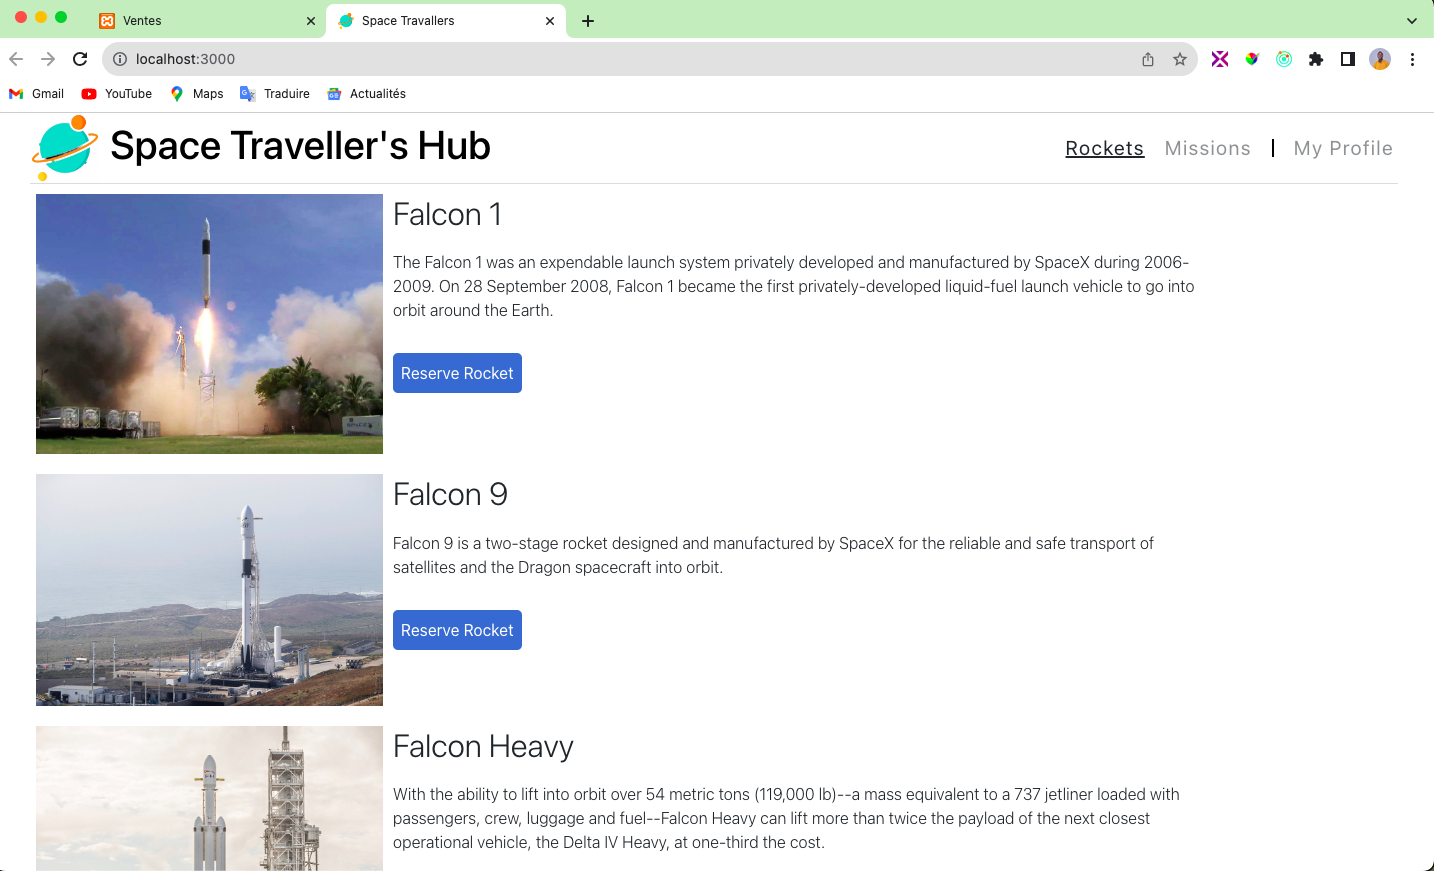 Ventes
Space Travallers
localhost:3000
Gmail YouTube Maps Traduire Actualités
Space Traveller's Hub
Rockets Missions | My Profile
Falcon 1
The Falcon 1 was an expendable launch system privately developed and manufactured by SpaceX during 2006-
2009. On 28 September 2008, Falcon 1 became the first privately-developed liquid-fuel launch vehicle to go into
orbit around the Earth.
Reserve Rocket
Falcon 9
Falcon 9 is a two-stage rocket designed and manufactured by SpaceX for the reliable and safe transport of
satellites and the Dragon spacecraft into orbit.
Reserve Rocket
Falcon Heavy
With the ability to lift into orbit over 54 metric tons (119,000 lb)--a mass equivalent to a 737 jetliner loaded with
passengers, crew, luggage and fuel--Falcon Heavy can lift more than twice the payload of the next closest
operational vehicle, the Delta IV Heavy, at one-third the cost.